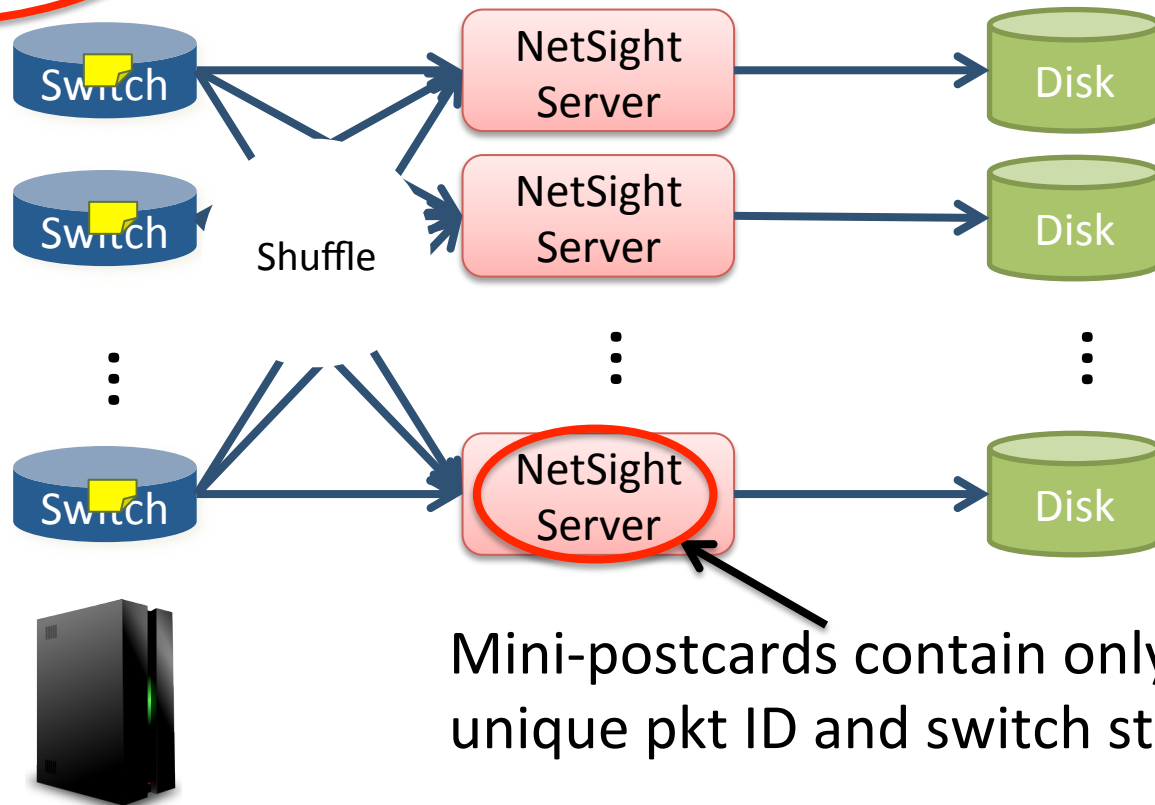 Switch
NetSight
Server
Disk
Switch
NetSight
Server
Disk
Shuffle
⋮
⋮
⋮
Switch
NetSight
Server
Disk
Mini-postcards contain only
unique pkt ID and switch st